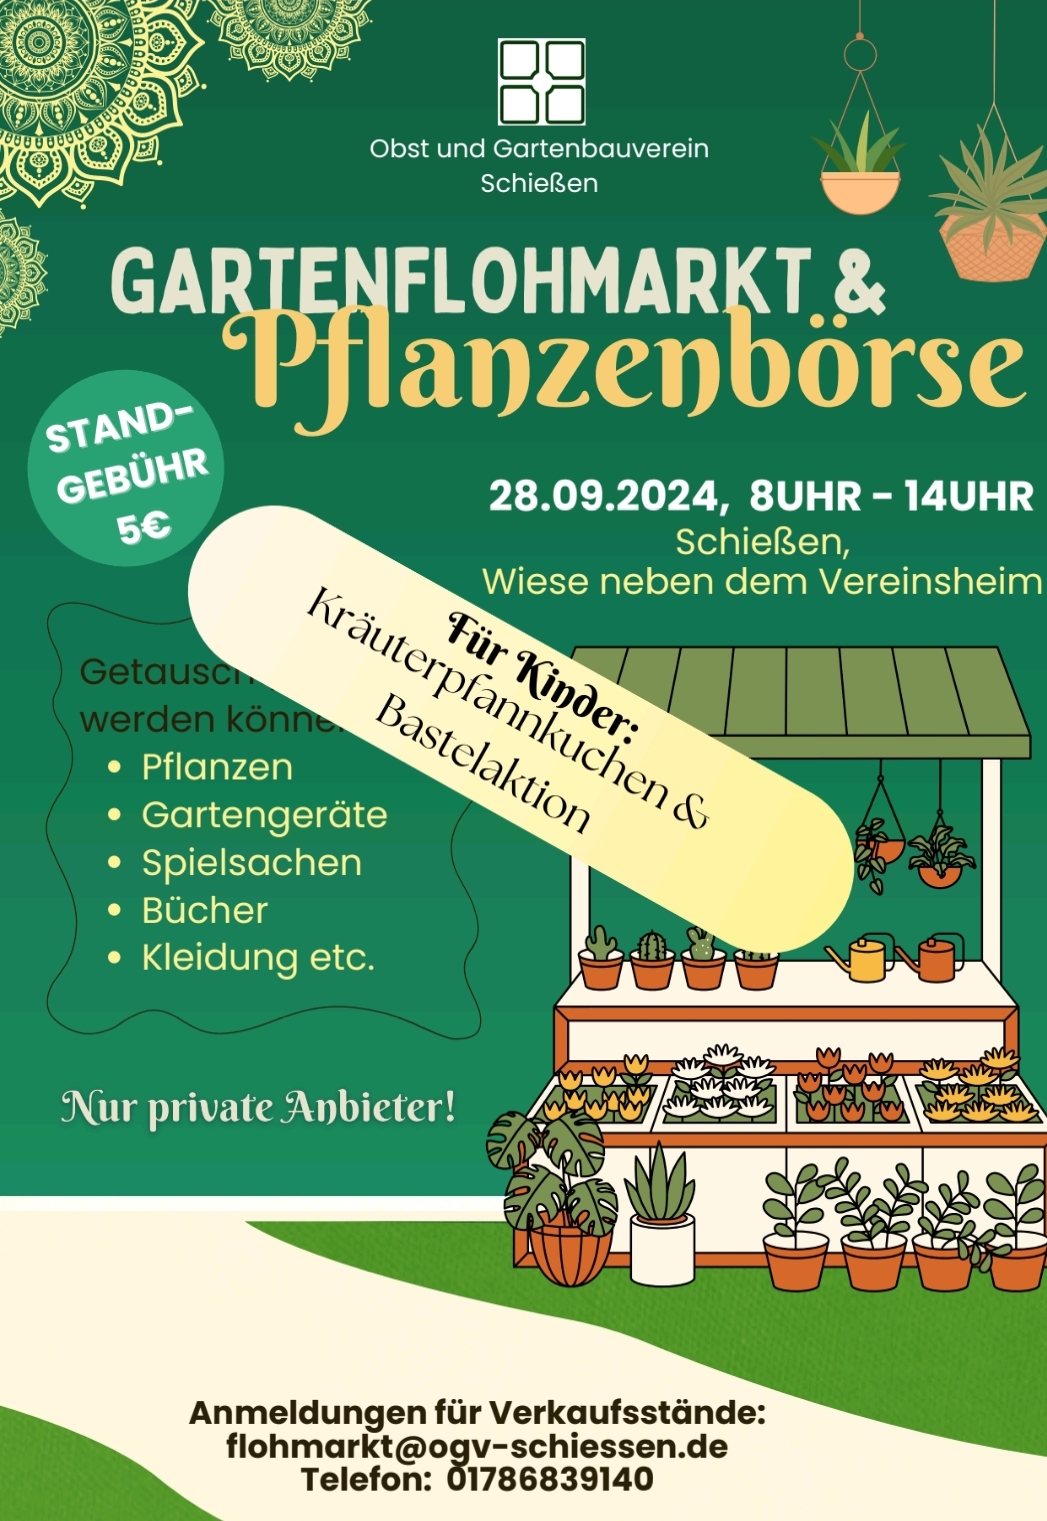 Obst und Gartenbauverein
Schießen
GARTENFLOHMARKT &
Pflanzenbörse
STAND-
GEBÜHR
5€
28.09.2024, 8UHR - 14UHR
Schießen,
Wiese neben dem Vereinsheim
Für Kinder:
Kräuterpfannkuchen &
Bastelaktion
werden
• Pflanzen
• Gartengeräte
• Spielsachen
• Bücher
• Kleidung etc.
Nur private Anbieter!
Anmeldungen für Verkaufsstände:
flohmarkt@ogv-schiessen.de
Telefon: 01786839140